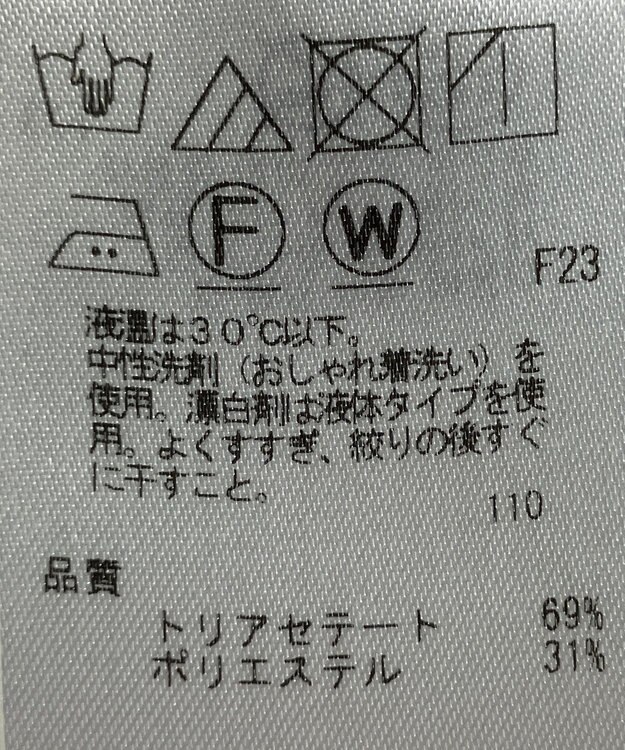 F W
F23
液温は30℃以下。
中性洗剤（おしゃれ着洗い）を
使用。漂白剤は液体タイプを使
用。よくすすぎ、絞りの後すぐ
に干すこと。
110
品質
トリアセテート 69%
ポリエステル 31%